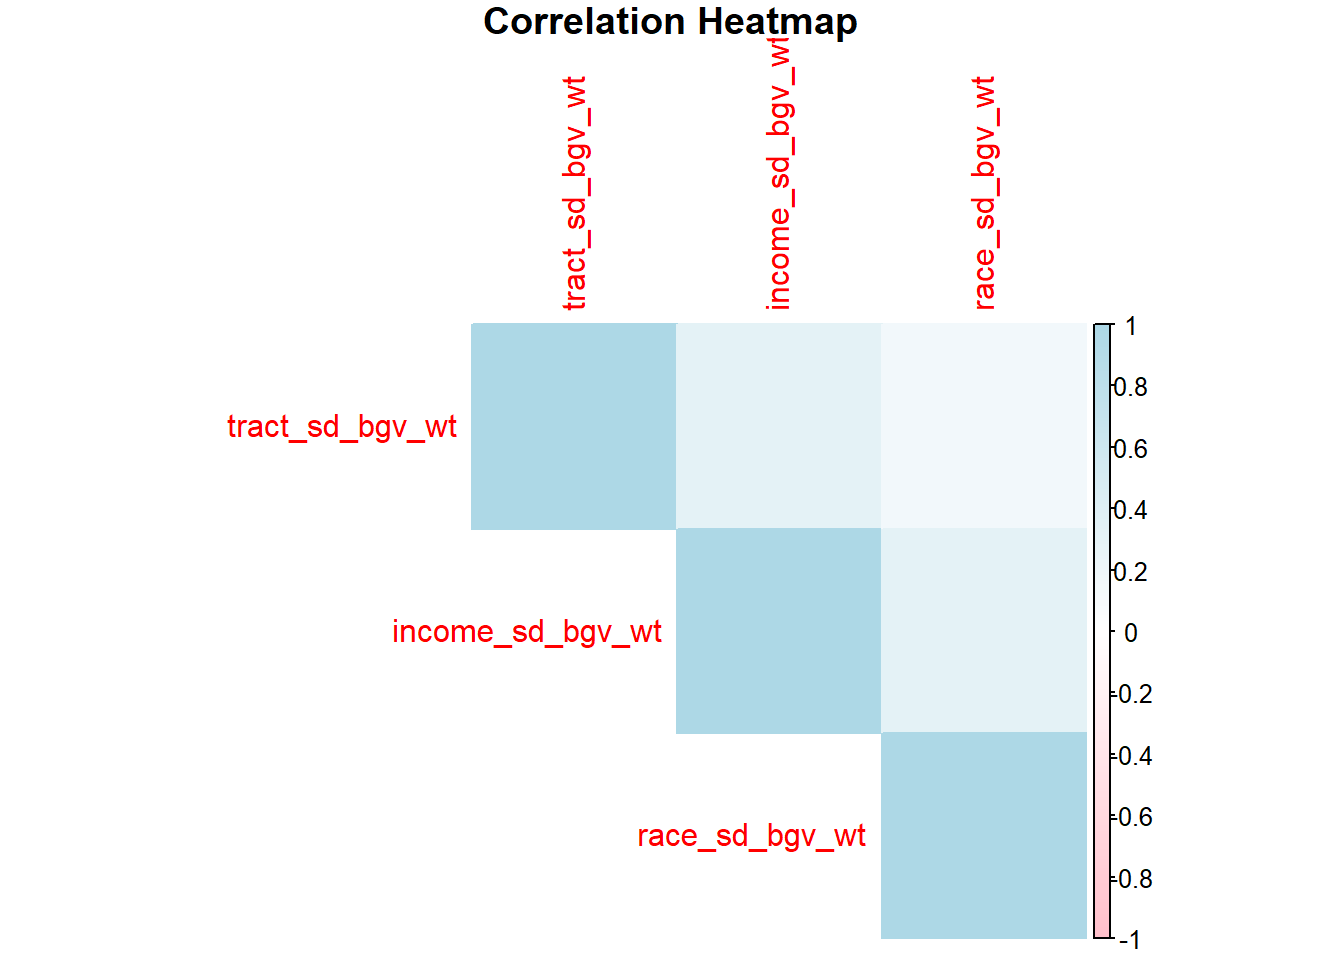 Correlation Heatmap
tract_sd_bgv_wt
income_sd_bgv_wt
race_sd_bgv_wt
tract_sd_bgv_wt
income_sd_bgv_wt
race_sd_bgv_wt
1
0.8
0.6
0.4
0.2
0
-0.2
-0.4
-0.6
-0.8
-1